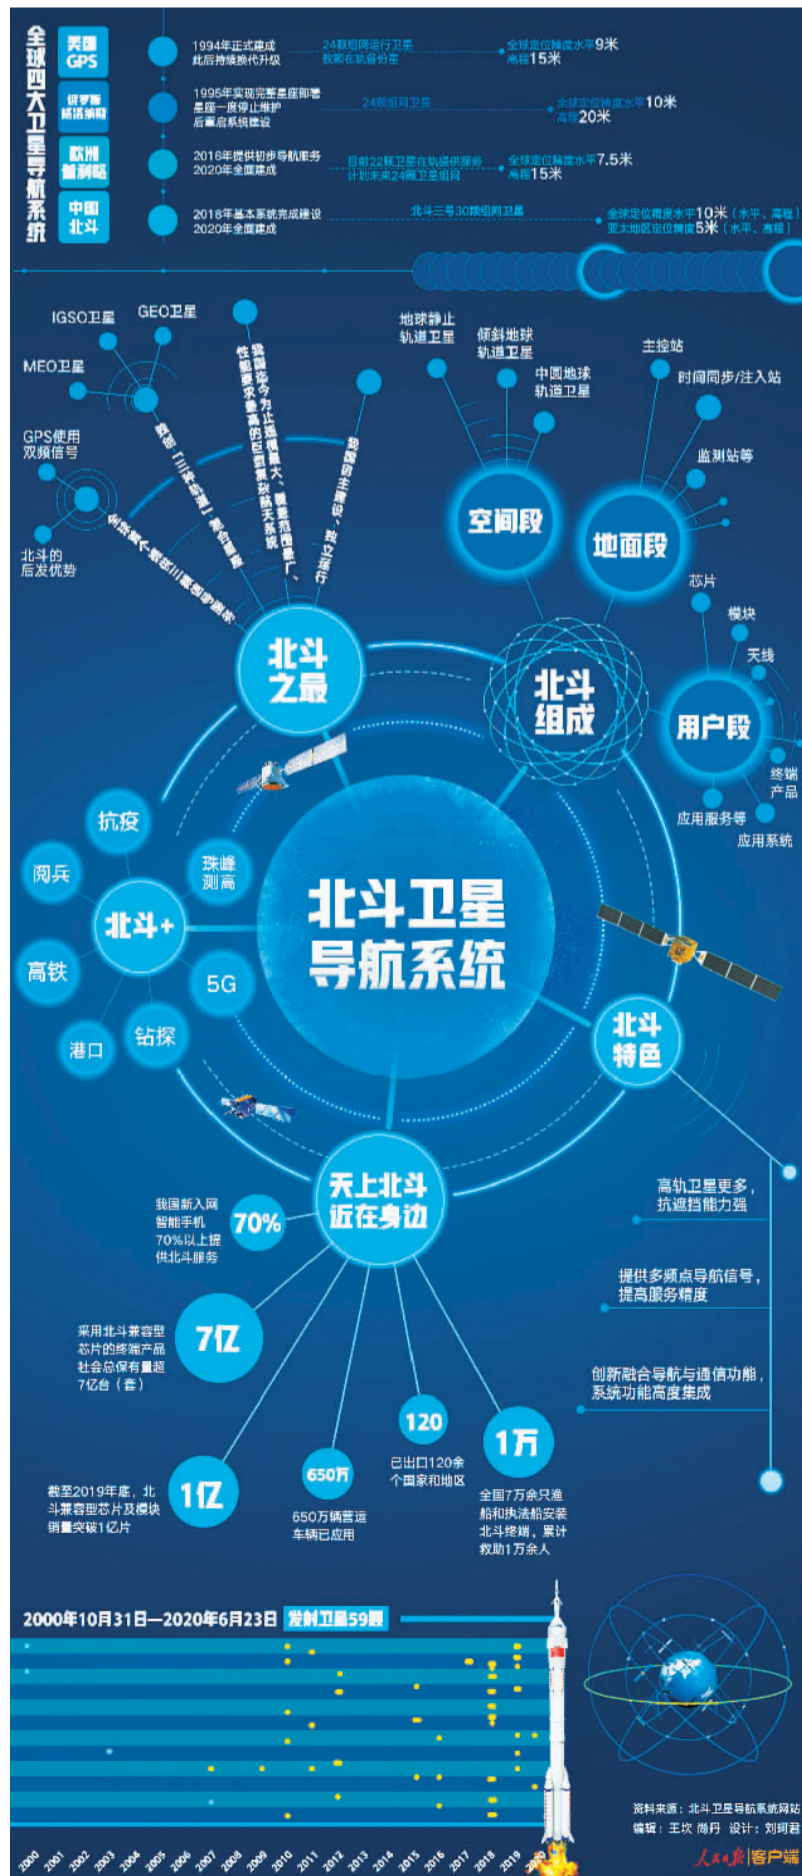 全球四大卫星导航系统
美国
GPS
1994年正式建成
此后持续换代升级
24颗组网运行卫星
数颗在轨备份星
全球定位精度水平9米
高程15米
俄罗斯
格洛纳斯
1995年实现完整星座部署
星座一度停止维护
后重启系统建设
24颗组网卫星
全球定位精度水平10米
高程20米
欧洲
伽利略
2016年提供初步导航服务
2020年全面建成
目前22颗卫星在轨提供服务
计划未来24颗卫星组网
全球定位精度水平7.5米
高程15米
中国
北斗
2018年基本系统完成建设
2020年全面建成
北斗三号30颗组网卫星
全球定位精度水平10米（水平、高程）
亚太地区定位精度5米（水平、高程）
IGSO卫星
GEO卫星
MEO卫星
GPS使用
双频信号
北斗的
后发优势
全球首个提供三频信号服务
首创“三种轨道”混合星座
我国迄今为止规模最大、覆盖范围最广、
性能要求最高的巨型复杂航天系统
我国自主建设、独立运行
北斗
之最
地球静止
轨道卫星
倾斜地球
轨道卫星
中圆地球
轨道卫星
空间段
主控站
时间同步/注入站
监测站等
地面段
芯片
模块
天线
用户段
终端
产品
应用服务等
应用系统
北斗
组成
抗疫
阅兵
珠峰
测高
北斗+
高铁
5G
港口
钻探
北斗卫星
导航系统
北斗
特色
高轨卫星更多，
抗遮挡能力强
提供多频点导航信号，
提高服务精度
创新融合导航与通信功能，
系统功能高度集成
天上北斗
近在身边
我国新入网
智能手机
70%以上提
供北斗服务
70%
采用北斗兼容型
芯片的终端产品
社会总保有量超
7亿台（套）
7亿
截至2019年底，北
斗兼容型芯片及模块
销量突破1亿片
1亿
650万
650万辆营运
车辆已应用
120
已出口120余
个国家和地区
1万
全国7万余只渔
船和执法船安装
北斗终端，累计
救助1万余人
2000年10月31日—2020年6月23日 发射卫星59颗
2000 2001 2002 2003 2004 2005 2006 2007 2008 2009 2010 2011 2012 2013 2014 2015 2016 2017 2018 2019 2020
资料来源：北斗卫星导航系统网站
编辑：王坎 尚丹 设计：刘珂君
人民日报 客户端